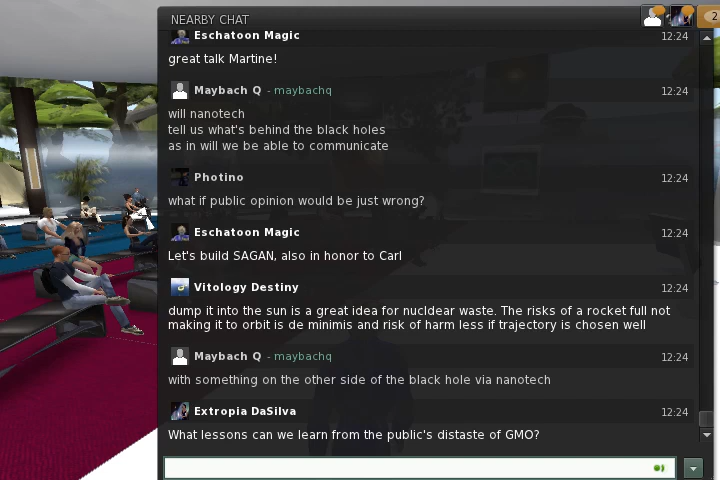 NEARBY CHAT
2
Eschatoon Magic 12:24
great talk Martine!
Maybach Q - maybachq 12:24
will nanotech
tell us what's behind the black holes
as in will we be able to communicate
Photino 12:24
what if public opinion would be just wrong?
Eschatoon Magic 12:24
Let's build SAGAN, also in honor to Carl
Vitology Destiny 12:24
dump it into the sun is a great idea for nucldear waste. The risks of a rocket full not
making it to orbit is de minimis and risk of harm less if trajectory is chosen well
Maybach Q - maybachq 12:24
with something on the other side of the black hole via nanotech
Extropia DaSilva 12:24
What lessons can we learn from the public's distaste of GMO?